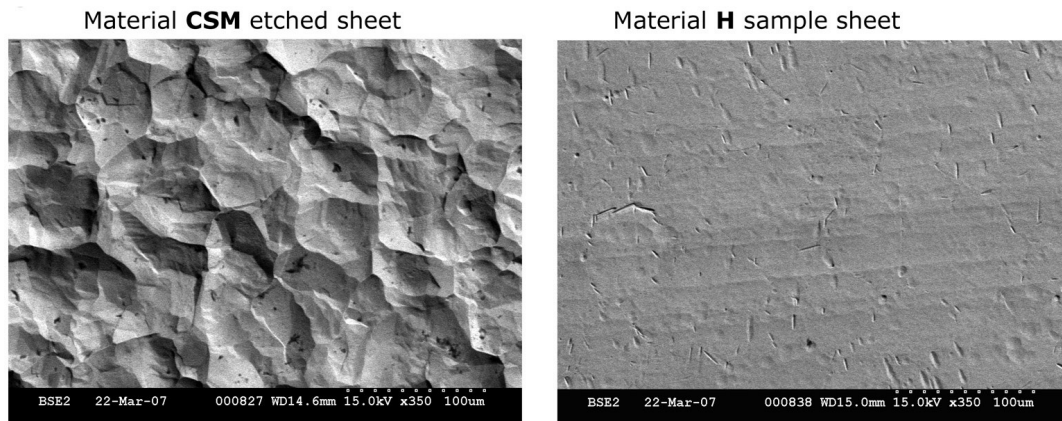 Material CSM etched sheet
Material H sample sheet
BSE2 22-Mar-07 000827 WD14.6mm 15.0kV x350 100um
BSE2 22-Mar-07 000838 WD15.0mm 15.0kV x350 100um